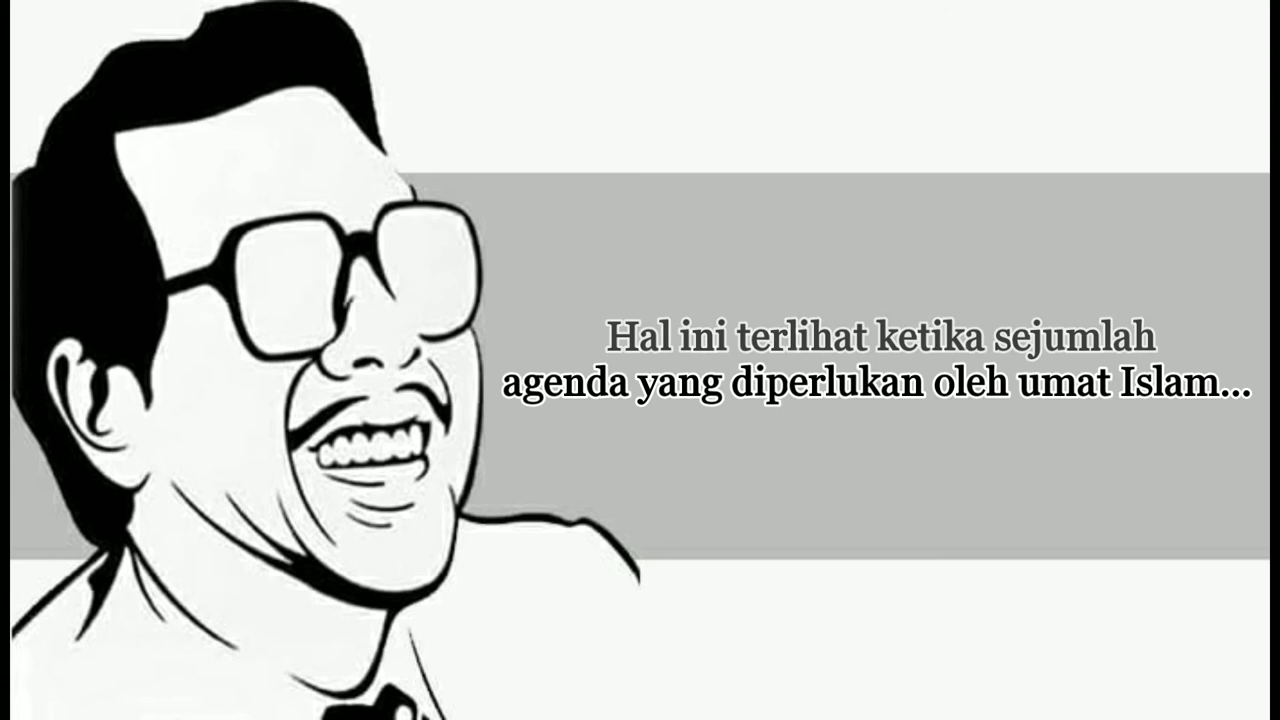 Hal ini terlihat ketika sejumlah
agenda yang diperlukan oleh umat Islam...